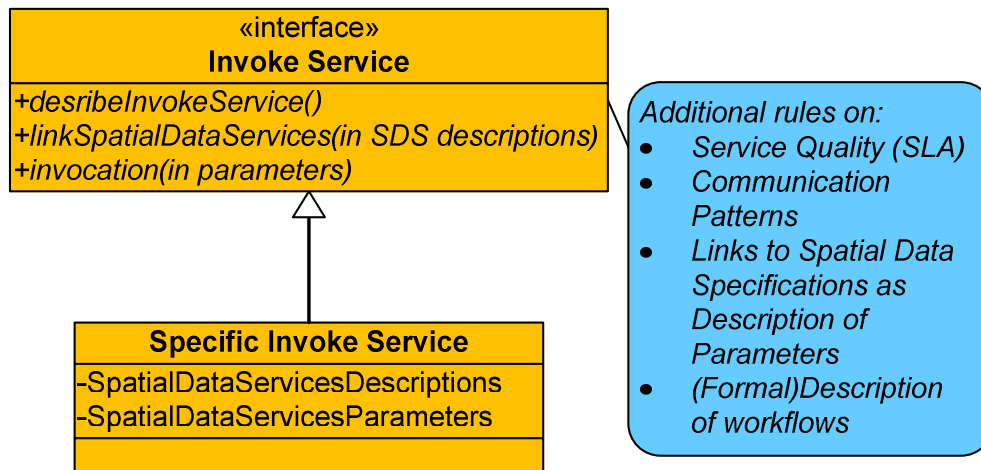 «interface»
Invoke Service
+desribeInvokeService()
+linkSpatialDataServices(in SDS descriptions)
+invocation(in parameters)
Additional rules on:
• Service Quality (SLA)
• Communication
Patterns
• Links to Spatial Data
Specifications as
Description of
Parameters
• (Formal)Description
of workflows
Specific Invoke Service
-SpatialDataServicesDescriptions
-SpatialDataServicesParameters